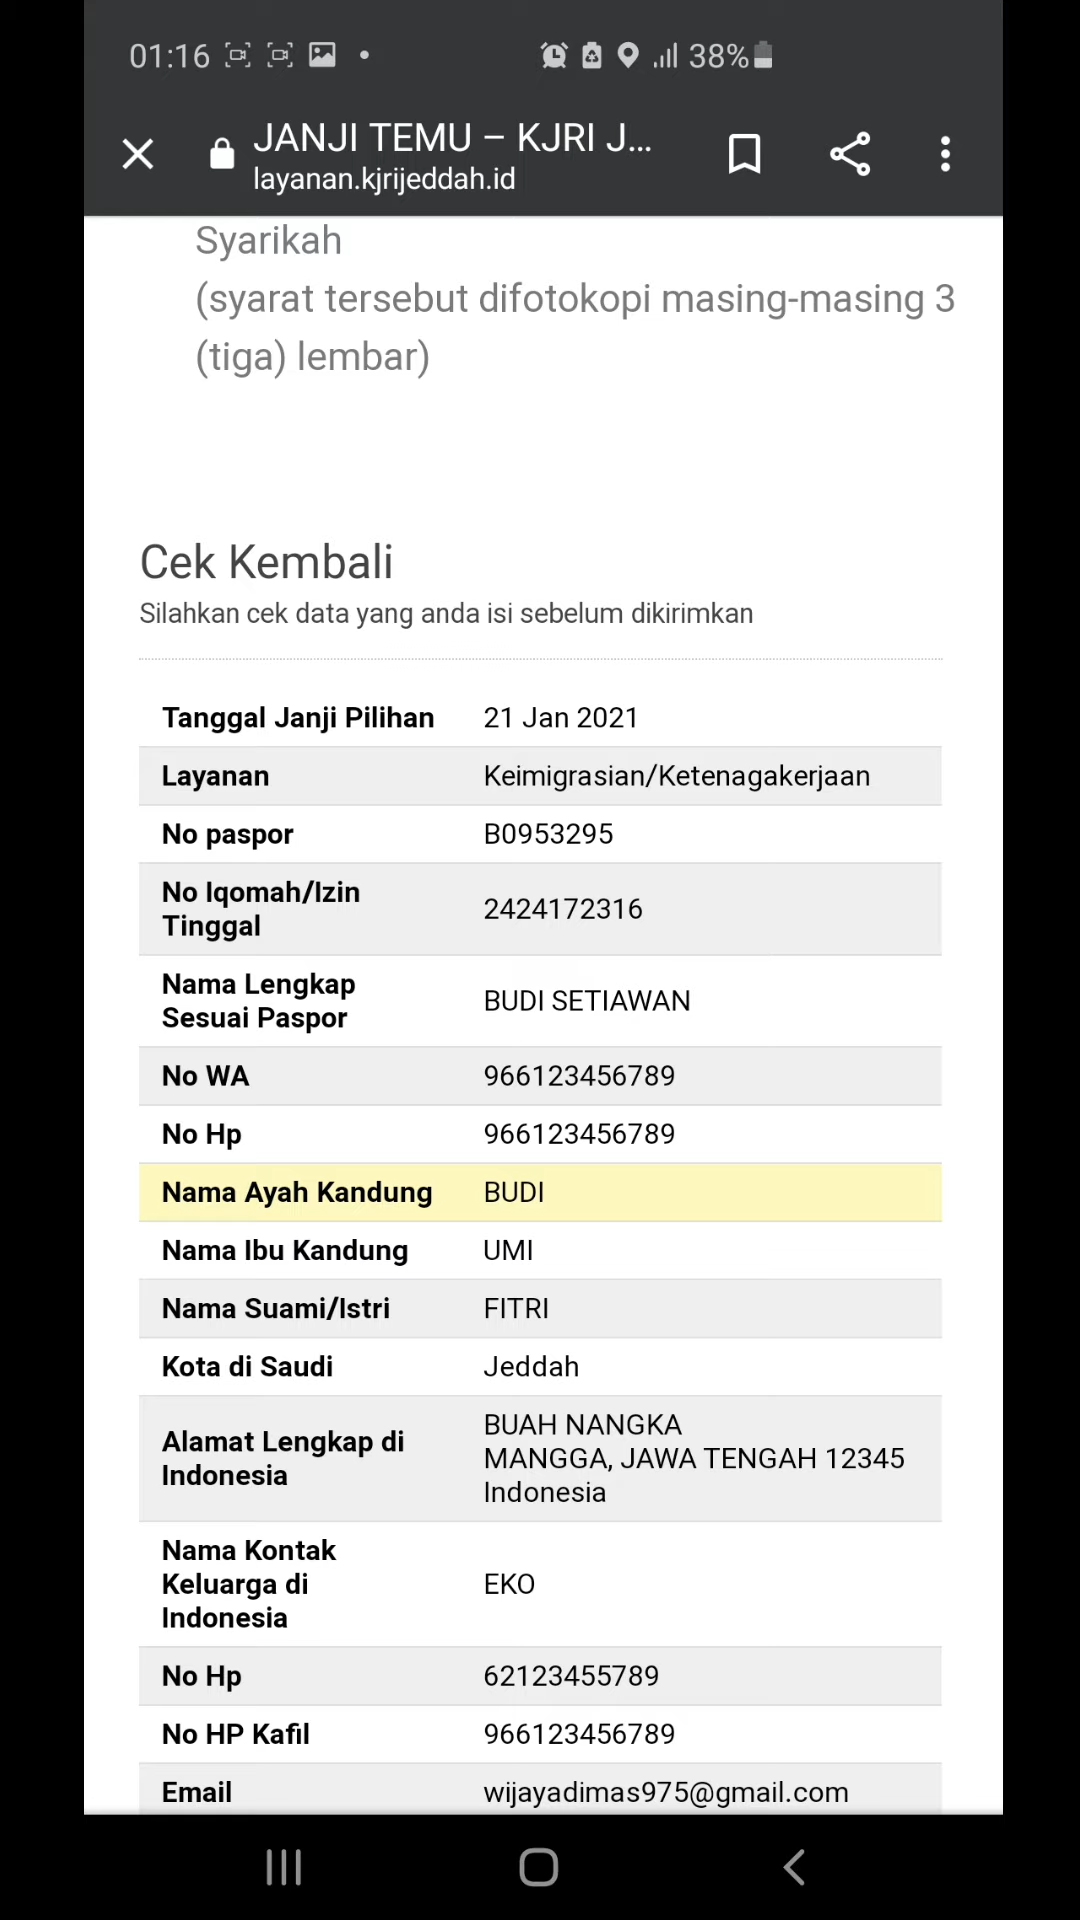 01:16
38%
JANJI TEMU – KJRI J...
layanan.kjrijeddah.id
Syarikah
(syarat tersebut difotokopi masing-masing 3
(tiga) lembar)
Cek Kembali
Silahkan cek data yang anda isi sebelum dikirimkan
Tanggal Janji Pilihan 21 Jan 2021
Layanan Keimigrasian/Ketenagakerjaan
No paspor B0953295
No Iqomah/Izin
Tinggal
2424172316
Nama Lengkap
Sesuai Paspor
BUDI SETIAWAN
No WA 966123456789
No Hp 966123456789
Nama Ayah Kandung BUDI
Nama Ibu Kandung UMI
Nama Suami/Istri FITRI
Kota di Saudi Jeddah
Alamat Lengkap di
Indonesia
BUAH NANGKA
MANGGA, JAWA TENGAH 12345
Indonesia
Nama Kontak
Keluarga di
Indonesia
EKO
No Hp 62123455789
No HP Kafil 966123456789
Email wijayadimas975@gmail.com